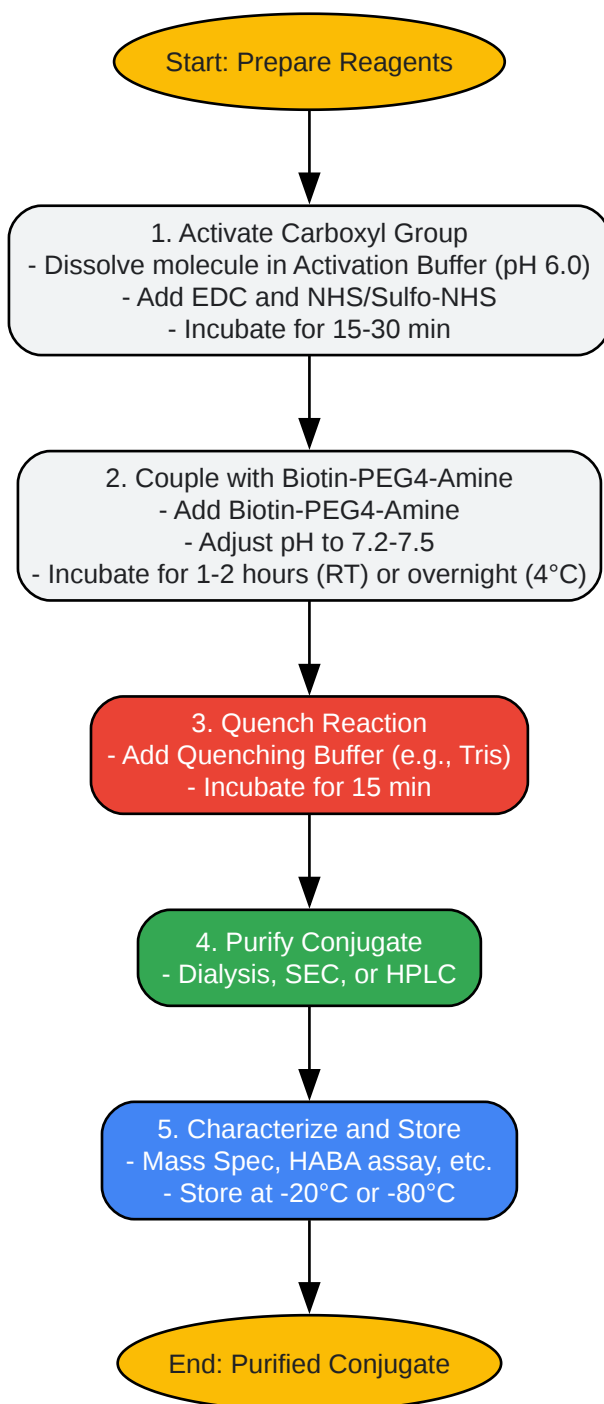 Start: Prepare Reagents
1. Activate Carboxyl Group
- Dissolve molecule in Activation Buffer (pH 6.0)
- Add EDC and NHS/Sulfo-NHS
- Incubate for 15-30 min
2. Couple with Biotin-PEG4-Amine
- Add Biotin-PEG4-Amine
- Adjust pH to 7.2-7.5
- Incubate for 1-2 hours (RT) or overnight (4°C)
3. Quench Reaction
- Add Quenching Buffer (e.g., Tris)
- Incubate for 15 min
4. Purify Conjugate
- Dialysis, SEC, or HPLC
5. Characterize and Store
- Mass Spec, HABA assay, etc.
- Store at -20°C or -80°C
End: Purified Conjugate